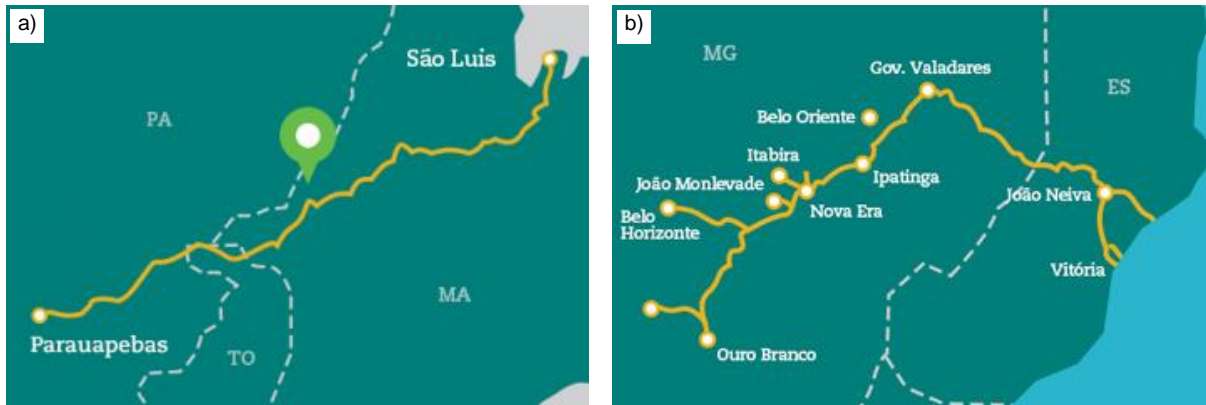 a)
São Luis
PA
MA
Parauapebas
TO
b)
MG
Gov. Valadares
ES
Belo Oriente
Itabira
Ipatinga
João Monlevade
João Neiva
Nova Era
Belo
Horizonte
Vitória
Ouro Branco